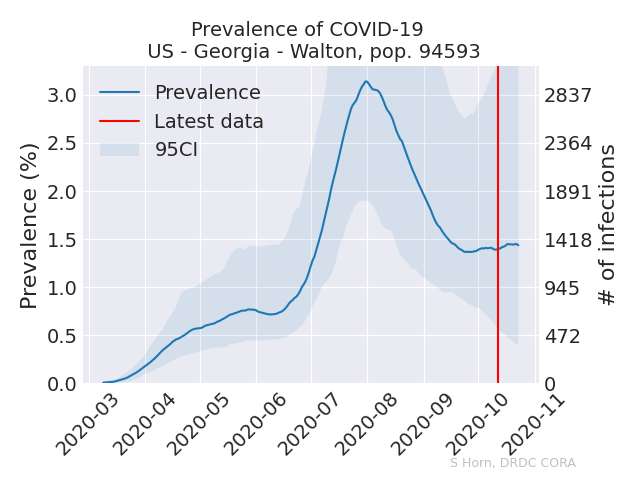 Prevalence of COVID-19
US - Georgia - Walton, pop. 94593
Prevalence
Latest data
95CI
Prevalence (%)
3.0
2.5
2.0
1.5
1.0
0.5
0.0
2837
2364
1891
1418
945
472
0
# of infections
2020-03
2020-04
2020-05
2020-06
2020-07
2020-08
2020-09
2020-10
2020-11
S Horn, DRDC CORA